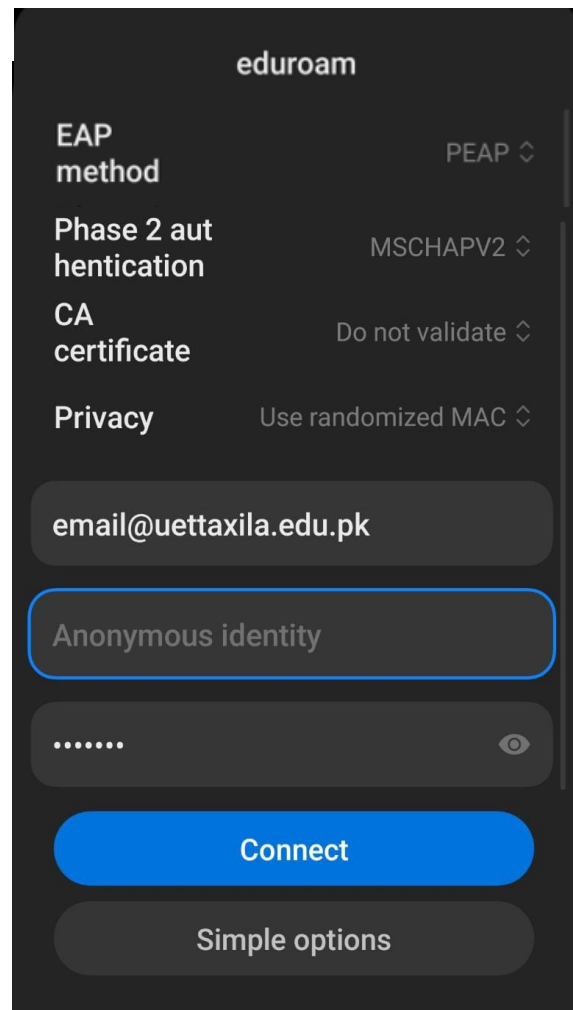 eduroam
EAP
method
PEAP
Phase 2 aut
hentication
MSCHAPV2
CA
certificate
Do not validate
Privacy
Use randomized MAC
email@uettaxila.edu.pk
Anonymous identity
•••••••
Connect
Simple options